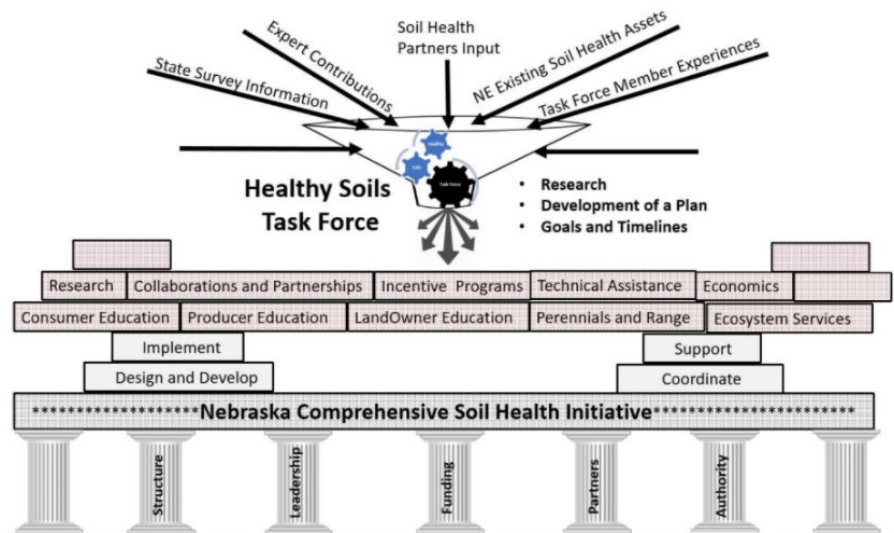 Soil Health
Partners Input
Expert Contributions
State Survey Information
NE Existing Soil Health Assets
Task Force Member Experiences
Healthy
Soils
Task Force
Healthy Soils
Task Force
• Research
• Development of a Plan
• Goals and Timelines
Research
Collaborations and Partnerships
Incentive Programs
Technical Assistance
Economics
Consumer Education
Producer Education
LandOwner Education
Perennials and Range
Ecosystem Services
Implement
Support
Design and Develop
Coordinate
*******************Nebraska Comprehensive Soil Health Initiative***********************
Structure
Leadership
Funding
Partners
Authority